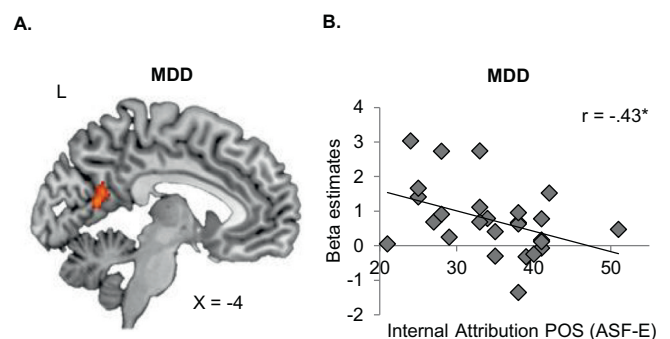 A.
MDD
L
X = -4
B.
MDD
r = -.43*
Beta estimates
4
3
2
1
0
-1
-2
20
30
40
50
Internal Attribution POS (ASF-E)